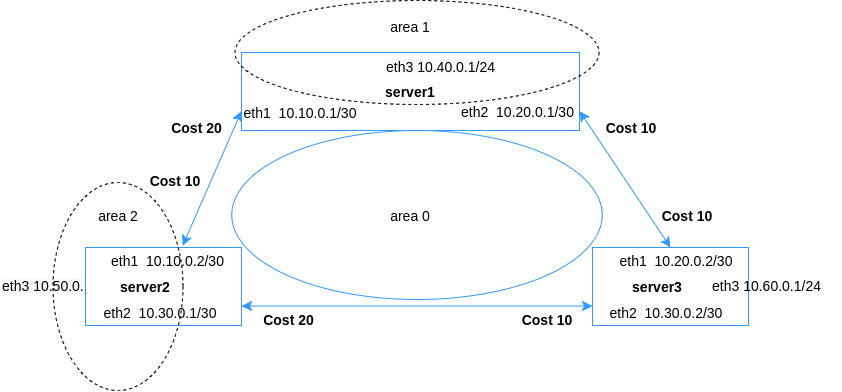 area 1
eth3 10.40.0.1/24
server1
eth1 10.10.0.1/30
eth2 10.20.0.1/30
Cost 20
Cost 10
Cost 10
Cost 10
area 2
area 0
eth1 10.10.0.2/30
eth1 10.20.0.2/30
eth3 10.50.0..
server2
server3
eth3 10.60.0.1/24
eth2 10.30.0.1/30
eth2 10.30.0.2/30
Cost 20
Cost 10